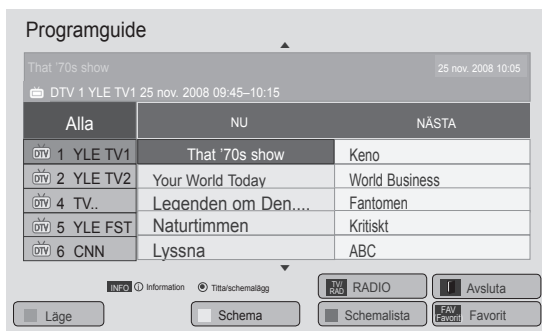 Programguide
That '70s show 25 nov. 2008 10:05
DTV 1 YLE TV1 25 nov. 2008 09:45–10:15
Alla NU NÄSTA
DTV 1 YLE TV1 That '70s show Keno
DTV 2 YLE TV2 Your World Today World Business
DTV 4 TV.. Legenden om Den.... Fantomen
DTV 5 YLE FST Naturtimmen Kritiskt
DTV 6 CNN Lyssna ABC
INFO i Information Titta/schemalägg TV/RAD RADIO Avsluta
Läge Schema Schemalista FAV Favorit Favorit